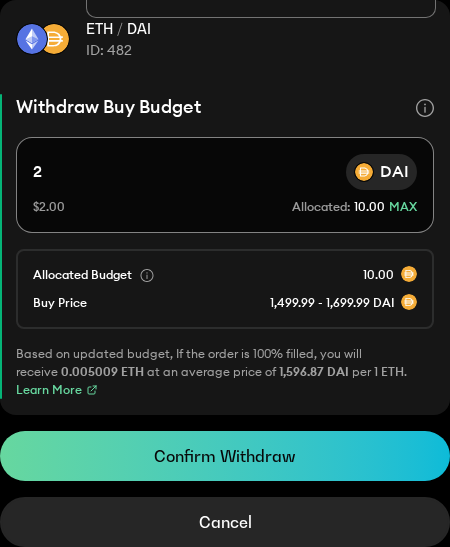 ETH / DAI
ID: 482
Withdraw Buy Budget
2
DAI
$2.00
Allocated: 10.00 MAX
Allocated Budget
10.00
Buy Price
1,499.99 - 1,699.99 DAI
Based on updated budget, If the order is 100% filled, you will
receive 0.005009 ETH at an average price of 1,596.87 DAI per 1 ETH.
Learn More
Confirm Withdraw
Cancel